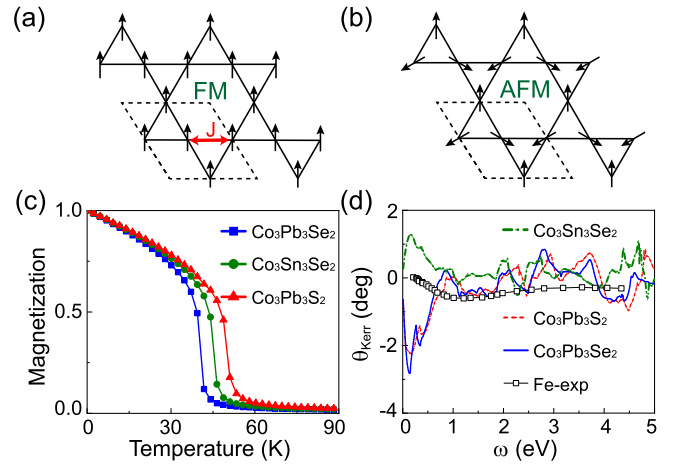 (a)
FM
J
(b)
AFM
(c)
Magnetization
1.0
0.5
0.0
0
30
60
90
Temperature (K)
Co₃Pb₃Se₂
Co₃Sn₃Se₂
Co₃Pb₃S₂
(d)
θKerr (deg)
4
2
0
-2
-4
0
1
2
3
4
5
ω (eV)
Co₃Sn₃Se₂
Co₃Pb₃S₂
Co₃Pb₃Se₂
Fe-exp